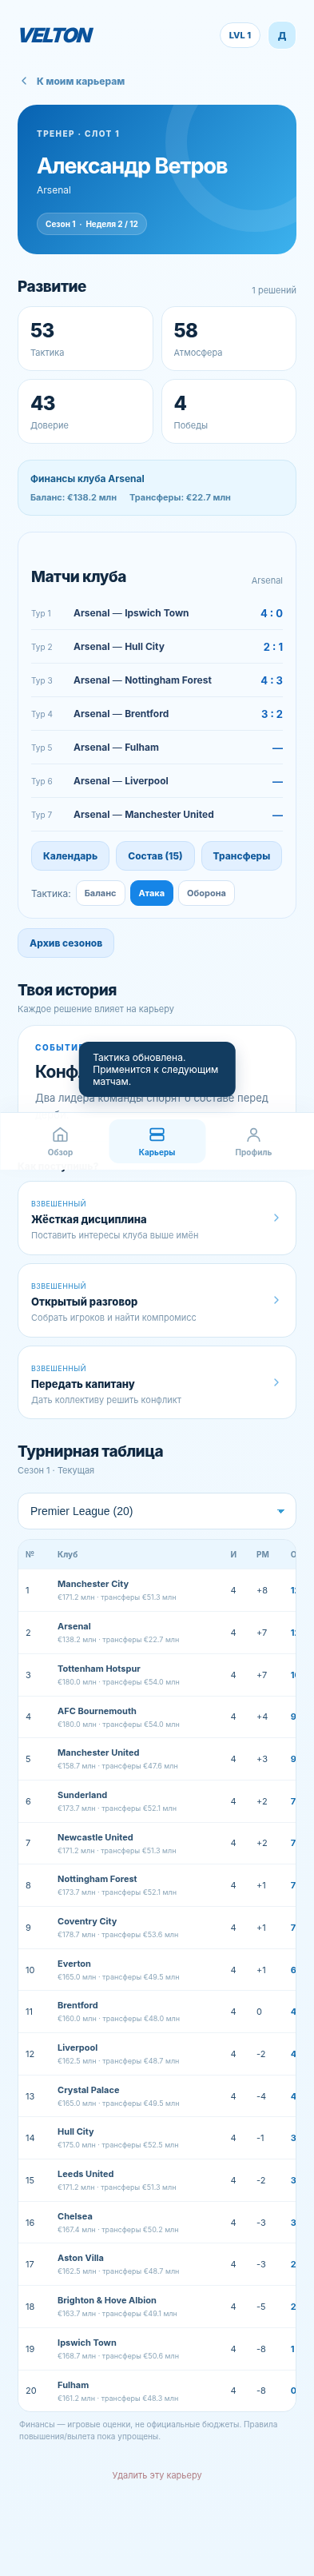 VELTON
LVL 1
Д
К моим карьерам
ТРЕНЕР · СЛОТ 1
Александр Ветров
Arsenal
Сезон 1 · Неделя 2 / 12
Развитие
1 решений
53
Тактика
58
Атмосфера
43
Доверие
4
Победы
Финансы клуба Arsenal
Баланс: €138.2 млн Трансферы: €22.7 млн
Матчи клуба
Arsenal
Тур 1 Arsenal — Ipswich Town 4 : 0
Тур 2 Arsenal — Hull City 2 : 1
Тур 3 Arsenal — Nottingham Forest 4 : 3
Тур 4 Arsenal — Brentford 3 : 2
Тур 5 Arsenal — Fulham —
Тур 6 Arsenal — Liverpool —
Тур 7 Arsenal — Manchester United —
Календарь Состав (15) Трансферы
Тактика: Баланс Атака Оборона
Архив сезонов
Твоя история
Каждое решение влияет на карьеру
Тактика обновлена.
Применится к следующим
матчам.
Два лидера команды спорят о составе перед
Обзор Карьеры Профиль
ВЗВЕШЕННЫЙ
Жёсткая дисциплина
Поставить интересы клуба выше имён
ВЗВЕШЕННЫЙ
Открытый разговор
Собрать игроков и найти компромисс
ВЗВЕШЕННЫЙ
Передать капитану
Дать коллективу решить конфликт
Турнирная таблица
Сезон 1 · Текущая
Premier League (20)
№ Клуб И РМ
1 Manchester City 4 +8
€171.2 млн · трансферы €51.3 млн
2 Arsenal 4 +7
€138.2 млн · трансферы €22.7 млн
3 Tottenham Hotspur 4 +7
€180.0 млн · трансферы €54.0 млн
4 AFC Bournemouth 4 +4 9
€180.0 млн · трансферы €54.0 млн
5 Manchester United 4 +3 9
€158.7 млн · трансферы €47.6 млн
6 Sunderland 4 +2 7
€173.7 млн · трансферы €52.1 млн
7 Newcastle United 4 +2 7
€171.2 млн · трансферы €51.3 млн
8 Nottingham Forest 4 +1 7
€173.7 млн · трансферы €52.1 млн
9 Coventry City 4 +1 7
€178.7 млн · трансферы €53.6 млн
10 Everton 4 +1 6
€165.0 млн · трансферы €49.5 млн
11 Brentford 4 0 4
€160.0 млн · трансферы €48.0 млн
12 Liverpool 4 -2 4
€162.5 млн · трансферы €48.7 млн
13 Crystal Palace 4 -4 4
€165.0 млн · трансферы €49.5 млн
14 Hull City 4 -1 3
€175.0 млн · трансферы €52.5 млн
15 Leeds United 4 -2 3
€171.2 млн · трансферы €51.3 млн
16 Chelsea 4 -3 3
€167.4 млн · трансферы €50.2 млн
17 Aston Villa 4 -3 2
€162.5 млн · трансферы €48.7 млн
18 Brighton & Hove Albion 4 -5 2
€163.7 млн · трансферы €49.1 млн
19 Ipswich Town 4 -8 1
€168.7 млн · трансферы €50.6 млн
20 Fulham 4 -8 0
€161.2 млн · трансферы €48.3 млн
Финансы — игровые оценки, не официальные бюджеты. Правила
повышения/вылета пока упрощены.
Удалить эту карьеру